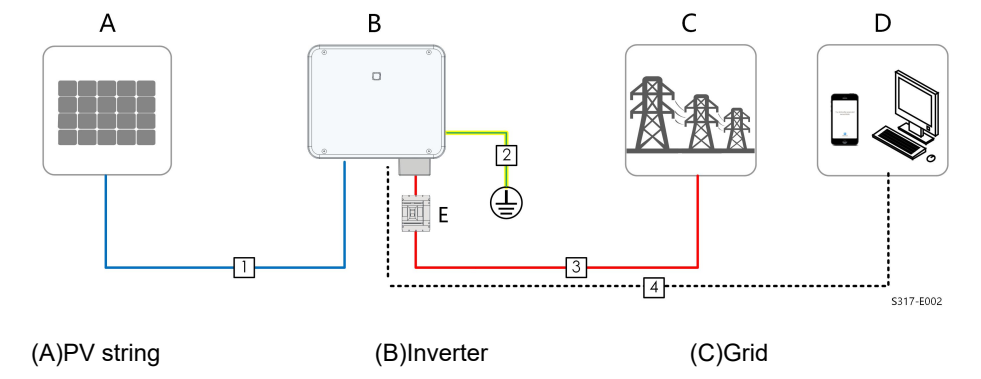 A B C D
2
E
1 3
4
S317-E002
(A)PV string (B)Inverter (C)Grid